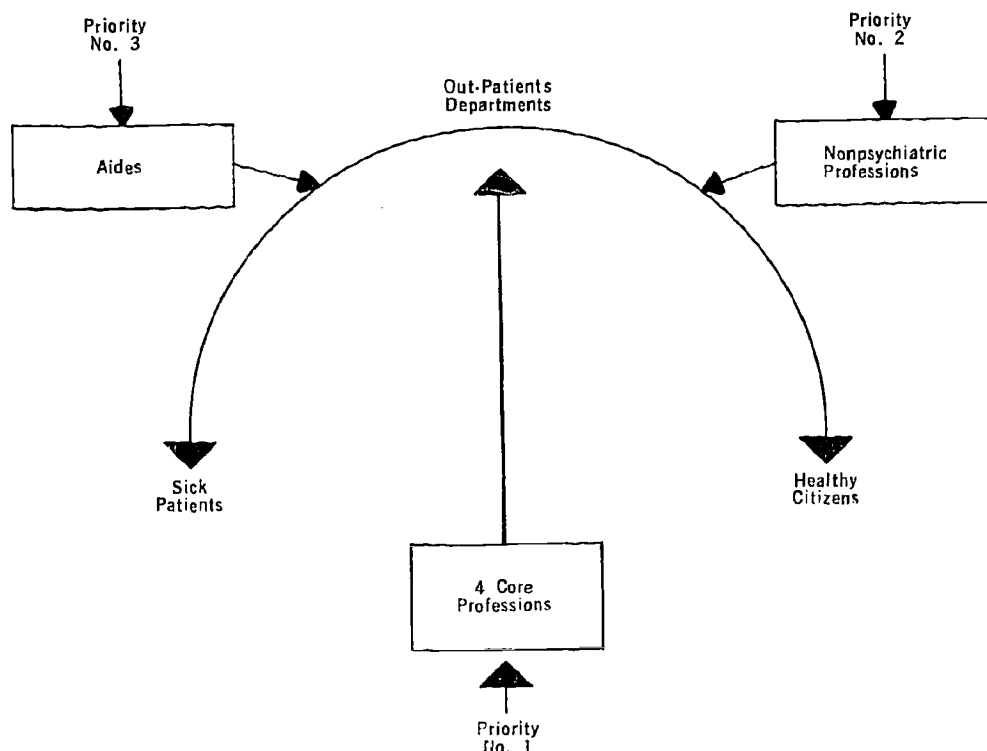 Priority
No. 3
Priority
No. 2
Out-Patients
Departments
Aides
Nonpsychiatric
Professions
Sick
Patients
Healthy
Citizens
4 Core
Professions
Priority
No. 1